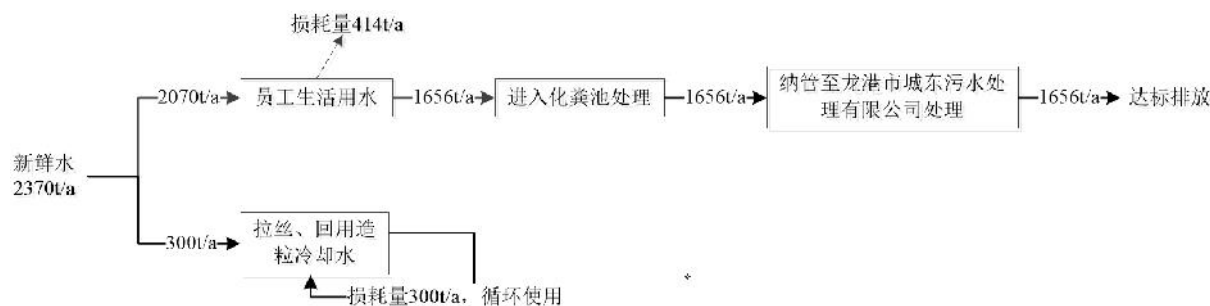 损耗量414t/a
2070t/a
员工生活用水
1656t/a
进入化粪池处理
1656t/a
纳管至龙港市城东污水处
理有限公司处理
1656t/a
达标排放
新鲜水
2370t/a
300t/a
拉丝、回用造
粒冷却水
损耗量300t/a，循环使用